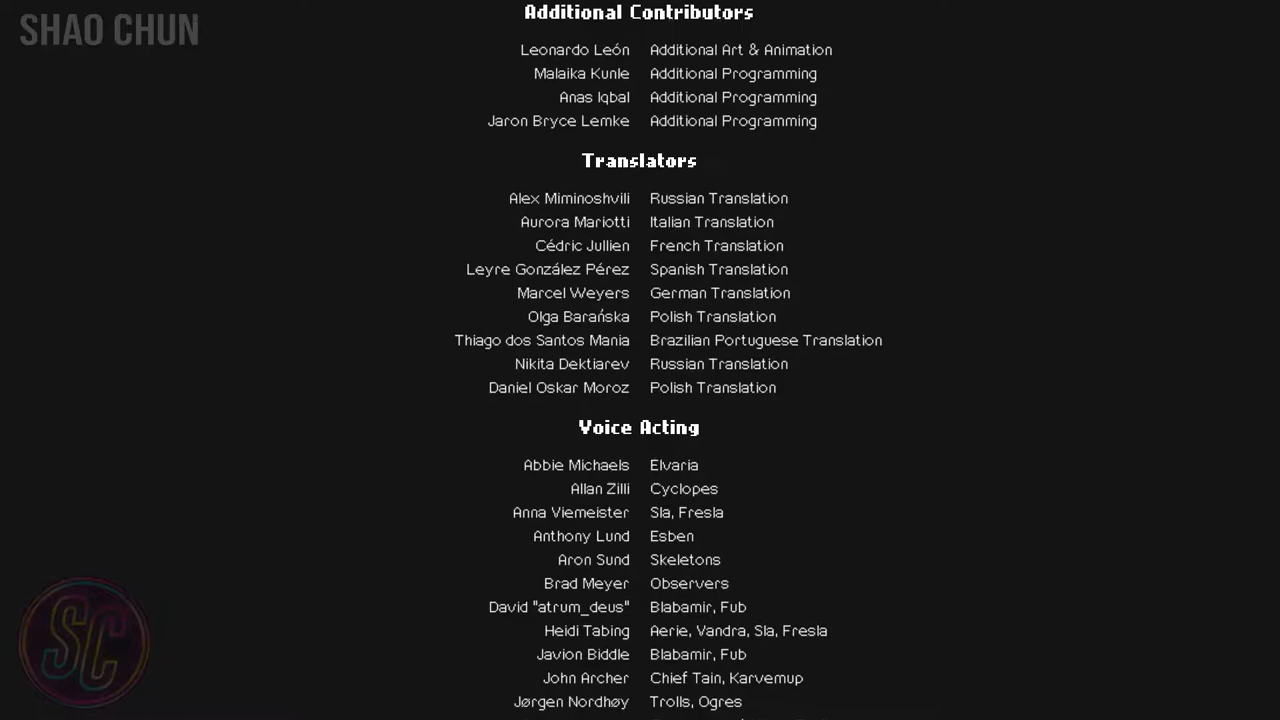 SHAO CHUN
Additional Contributors
Leonardo León Additional Art & Animation
Malaika Kunle Additional Programming
Anas Iqbal Additional Programming
Jaron Bryce Lemke Additional Programming
Translators
Alex Miminoshvili Russian Translation
Aurora Mariotti Italian Translation
Cédric Jullien French Translation
Leyre González Pérez Spanish Translation
Marcel Weyers German Translation
Olga Barańska Polish Translation
Thiago dos Santos Mania Brazilian Portuguese Translation
Nikita Dektiarev Russian Translation
Daniel Oskar Moroz Polish Translation
Voice Acting
Abbie Michaels Elvaria
Allan Zilli Cyclopes
Anna Viemeister Sla, Fresla
Anthony Lund Esben
Aron Sund Skeletons
Brad Meyer Observers
David "atrum_deus" Blabamir, Fub
Heidi Tabing Aerie, Vandra, Sla, Fresla
Javion Biddle Blabamir, Fub
John Archer Chief Tain, Karvemup
Jørgen Nordhøy Trolls, Ogres
SC